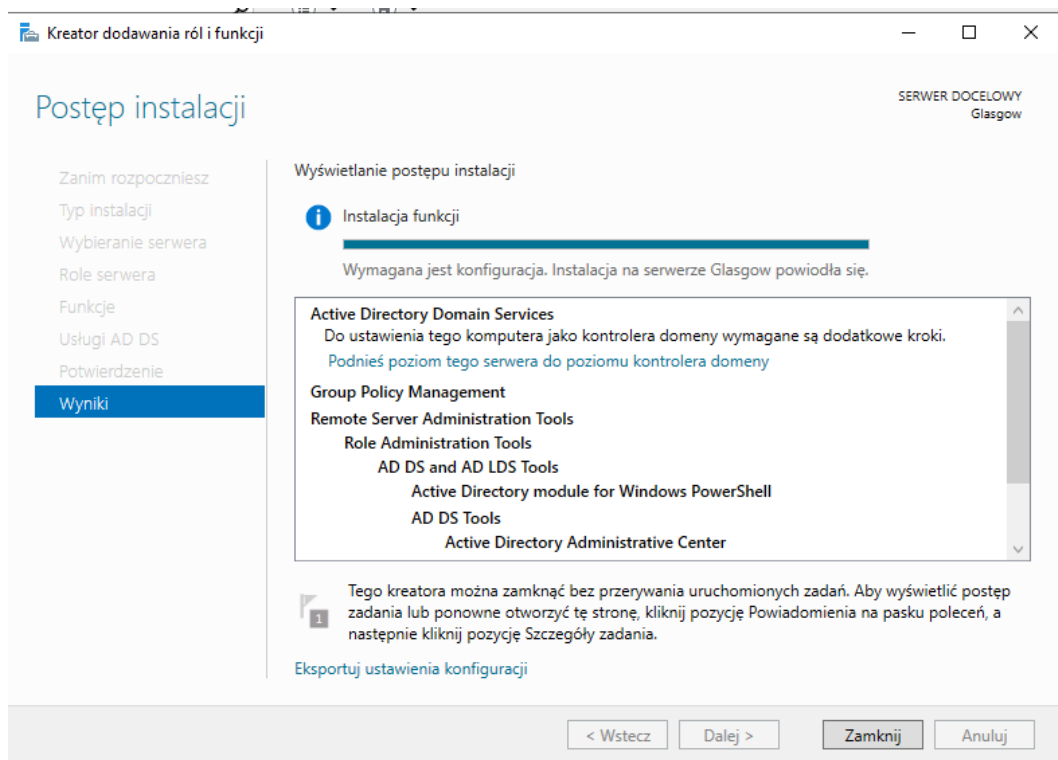 Kreator dodawania ról i funkcji
Postęp instalacji
SERWER DOCELOWY
Glasgow
Zanim rozpoczniesz
Typ instalacji
Wybieranie serwera
Role serwera
Funkcje
Usługi AD DS
Potwierdzenie
Wyniki
Wyświetlanie postępu instalacji
Instalacja funkcji
Wymagana jest konfiguracja. Instalacja na serwerze Glasgow powiodła się.
Active Directory Domain Services
Do ustawienia tego komputera jako kontrolera domeny wymagane są dodatkowe kroki.
Podnieś poziom tego serwera do poziomu kontrolera domeny
Group Policy Management
Remote Server Administration Tools
Role Administration Tools
AD DS and AD LDS Tools
Active Directory module for Windows PowerShell
AD DS Tools
Active Directory Administrative Center
1
Tego kreatora można zamknąć bez przerywania uruchomionych zadań. Aby wyświetlić postęp
zadania lub ponowne otworzyć tę stronę, kliknij pozycję Powiadomienia na pasku poleceń, a
następnie kliknij pozycję Szczegóły zadania.
Eksportuj ustawienia konfiguracji
< Wstecz
Dalej >
Zamknij
Anuluj